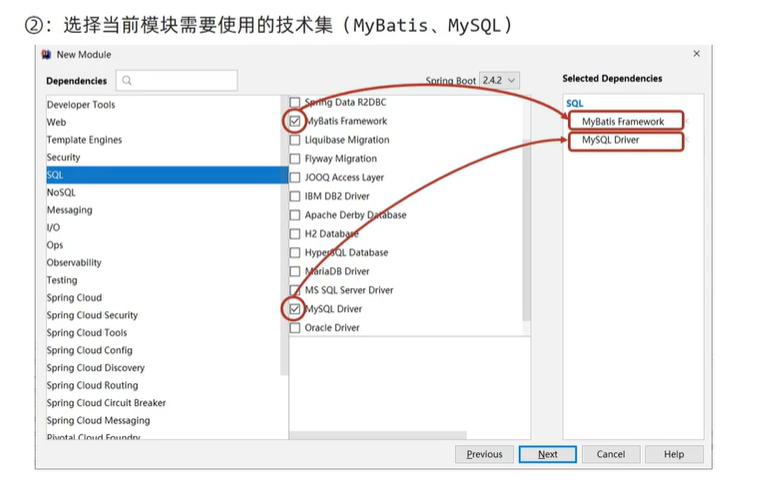 ②：选择当前模块需要使用的技术集（MyBatis、MySQL）
New Module
Dependencies
Spring Boot 2.4.2
Selected Dependencies
Developer Tools
Web
Template Engines
Security
SQL
NoSQL
Messaging
I/O
Ops
Observability
Testing
Spring Cloud
Spring Cloud Security
Spring Cloud Tools
Spring Cloud Config
Spring Cloud Discovery
Spring Cloud Routing
Spring Cloud Circuit Breaker
Spring Cloud Messaging
Pivotal Cloud Foundry
Spring Data R2DBC
MyBatis Framework
Liquibase Migration
Flyway Migration
JOOQ Access Layer
IBM DB2 Driver
Apache Derby Database
H2 Database
HyperSQL Database
MariaDB Driver
MS SQL Server Driver
MySQL Driver
Oracle Driver
SQL
MyBatis Framework
MySQL Driver
Previous
Next
Cancel
Help